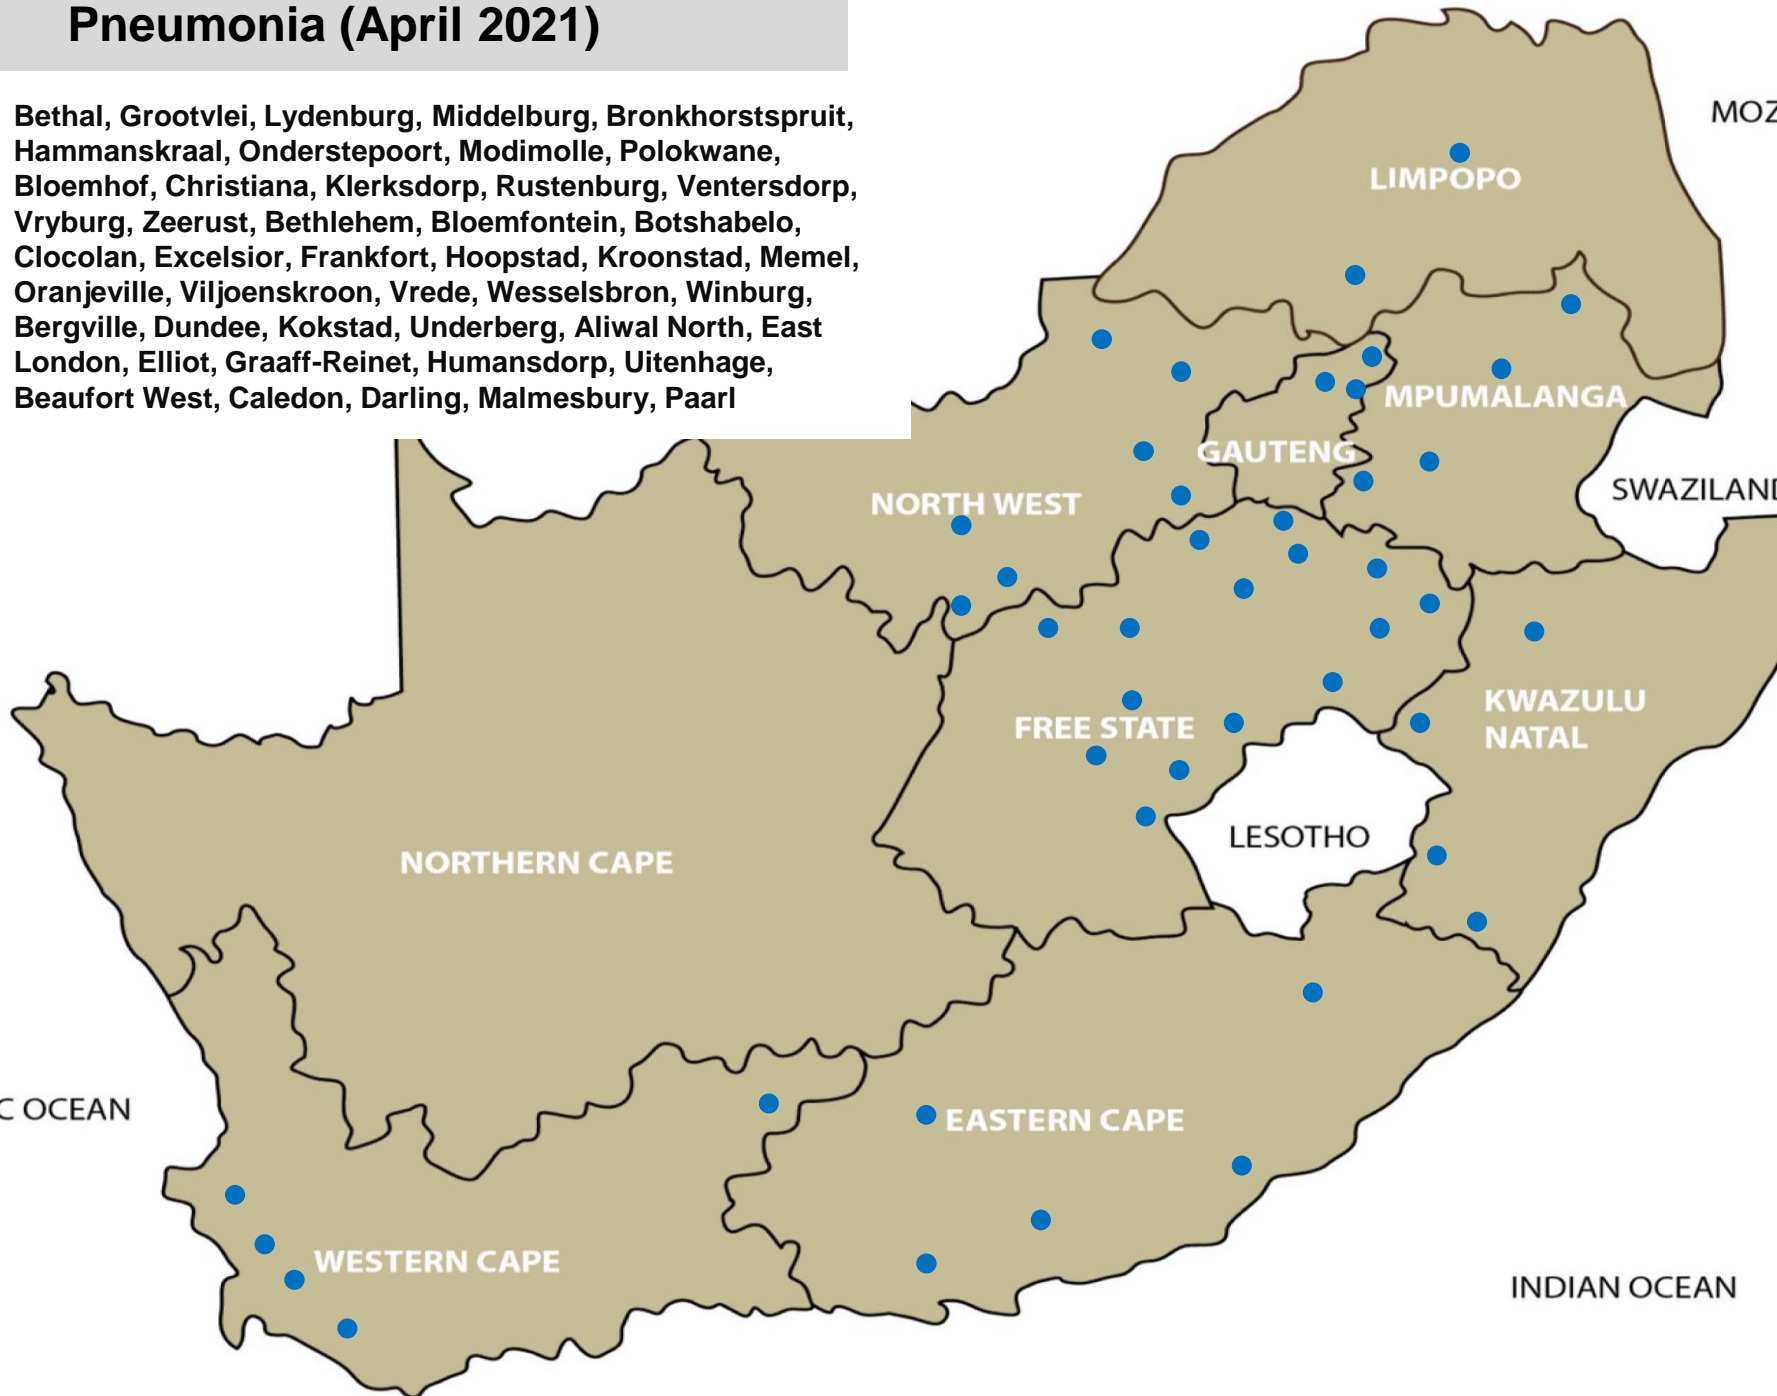 Pneumonia (April 2021)
Bethal, Grootvlei, Lydenburg, Middelburg, Bronkhorstspruit,
Hammanskraal, Onderstepoort, Modimolle, Polokwane,
Bloemhof, Christiana, Klerksdorp, Rustenburg, Ventersdorp,
Vryburg, Zeerust, Bethlehem, Bloemfontein, Botshabelo,
Clocolan, Excelsior, Frankfort, Hoopstad, Kroonstad, Memel,
Oranjeville, Viljoenskroon, Vrede, Wesselsbron, Winburg,
Bergville, Dundee, Kokstad, Underberg, Aliwal North, East
London, Elliot, Graaff-Reinet, Humansdorp, Uitenhage,
Beaufort West, Caledon, Darling, Malmesbury, Paarl
MOZ
LIMPOPO
MPUMALANGA
GAUTENG
SWAZILAND
NORTH WEST
KWAZULU
NATAL
FREE STATE
LESOTHO
NORTHERN CAPE
C OCEAN
EASTERN CAPE
WESTERN CAPE
INDIAN OCEAN